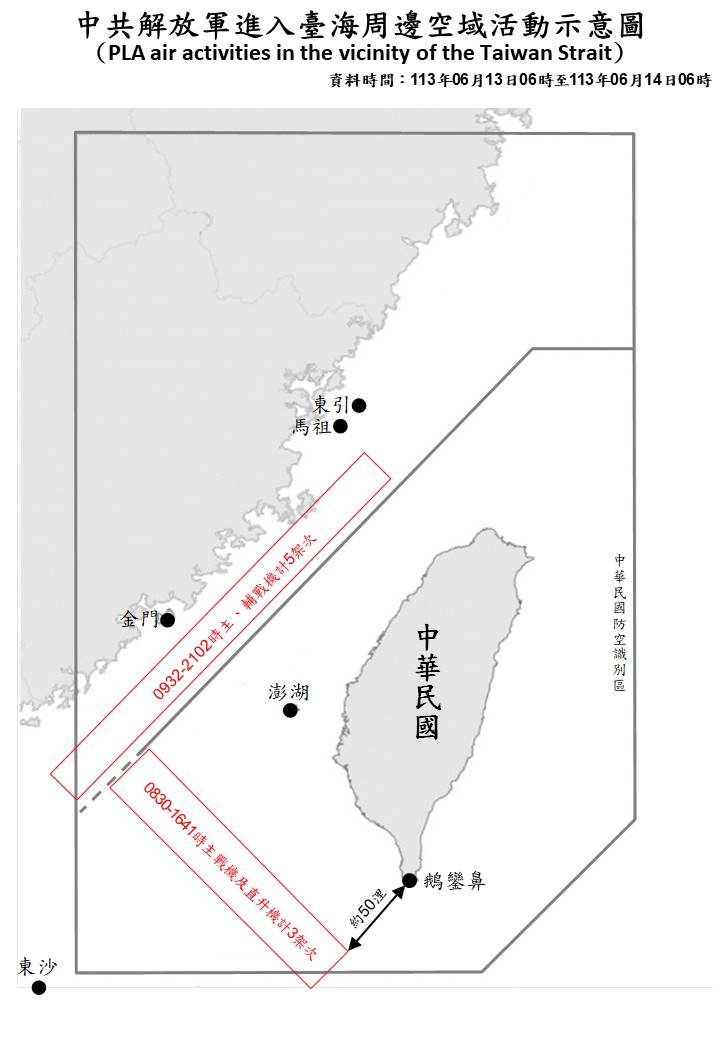 中共解放軍進入臺海周邊空域活動示意圖
（PLA air activities in the vicinity of the Taiwan Strait）
資料時間：113年06月13日06時至113年06月14日06時
東引
馬祖
0932-2102時主、輔戰機計5架次
中華民國防空識別區
金門
中華民國
澎湖
0830-1641時主戰機及直升機計3架次
鵝鑾鼻
約50浬
東沙